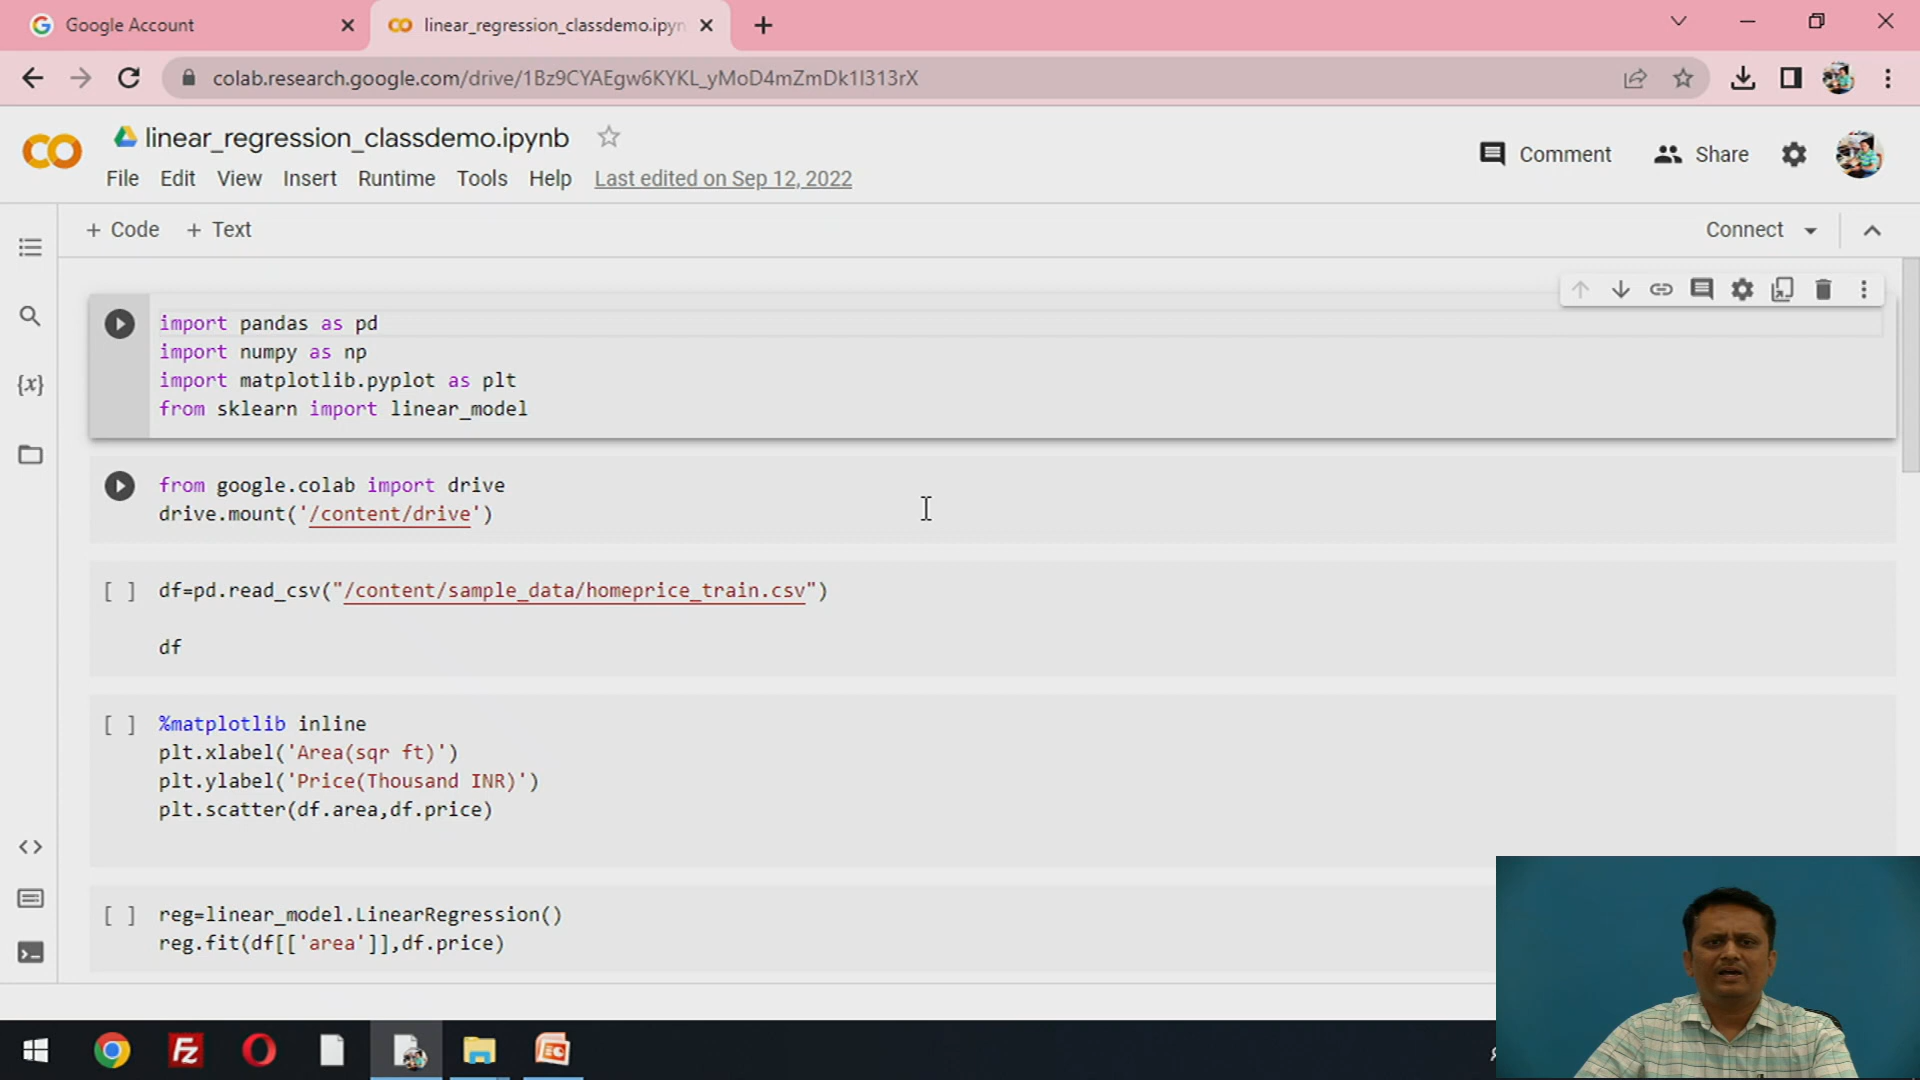 Google Account
linear_regression_classdemo.ipyn
colab.research.google.com/drive/1Bz9CYAEgw6KYKL_yMoD4mZmDk1I313rX
linear_regression_classdemo.ipynb
Comment
Share
File Edit View Insert Runtime Tools Help Last edited on Sep 12, 2022
+ Code + Text
Connect
import pandas as pd
import numpy as np
import matplotlib.pyplot as plt
from sklearn import linear_model
from google.colab import drive
drive.mount('/content/drive')
[ ] df=pd.read_csv("/content/sample_data/homeprice_train.csv")
df
[ ] %matplotlib inline
plt.xlabel('Area(sqr ft)')
plt.ylabel('Price(Thousand INR)')
plt.scatter(df.area,df.price)
[ ] reg=linear_model.LinearRegression()
reg.fit(df[['area']],df.price)